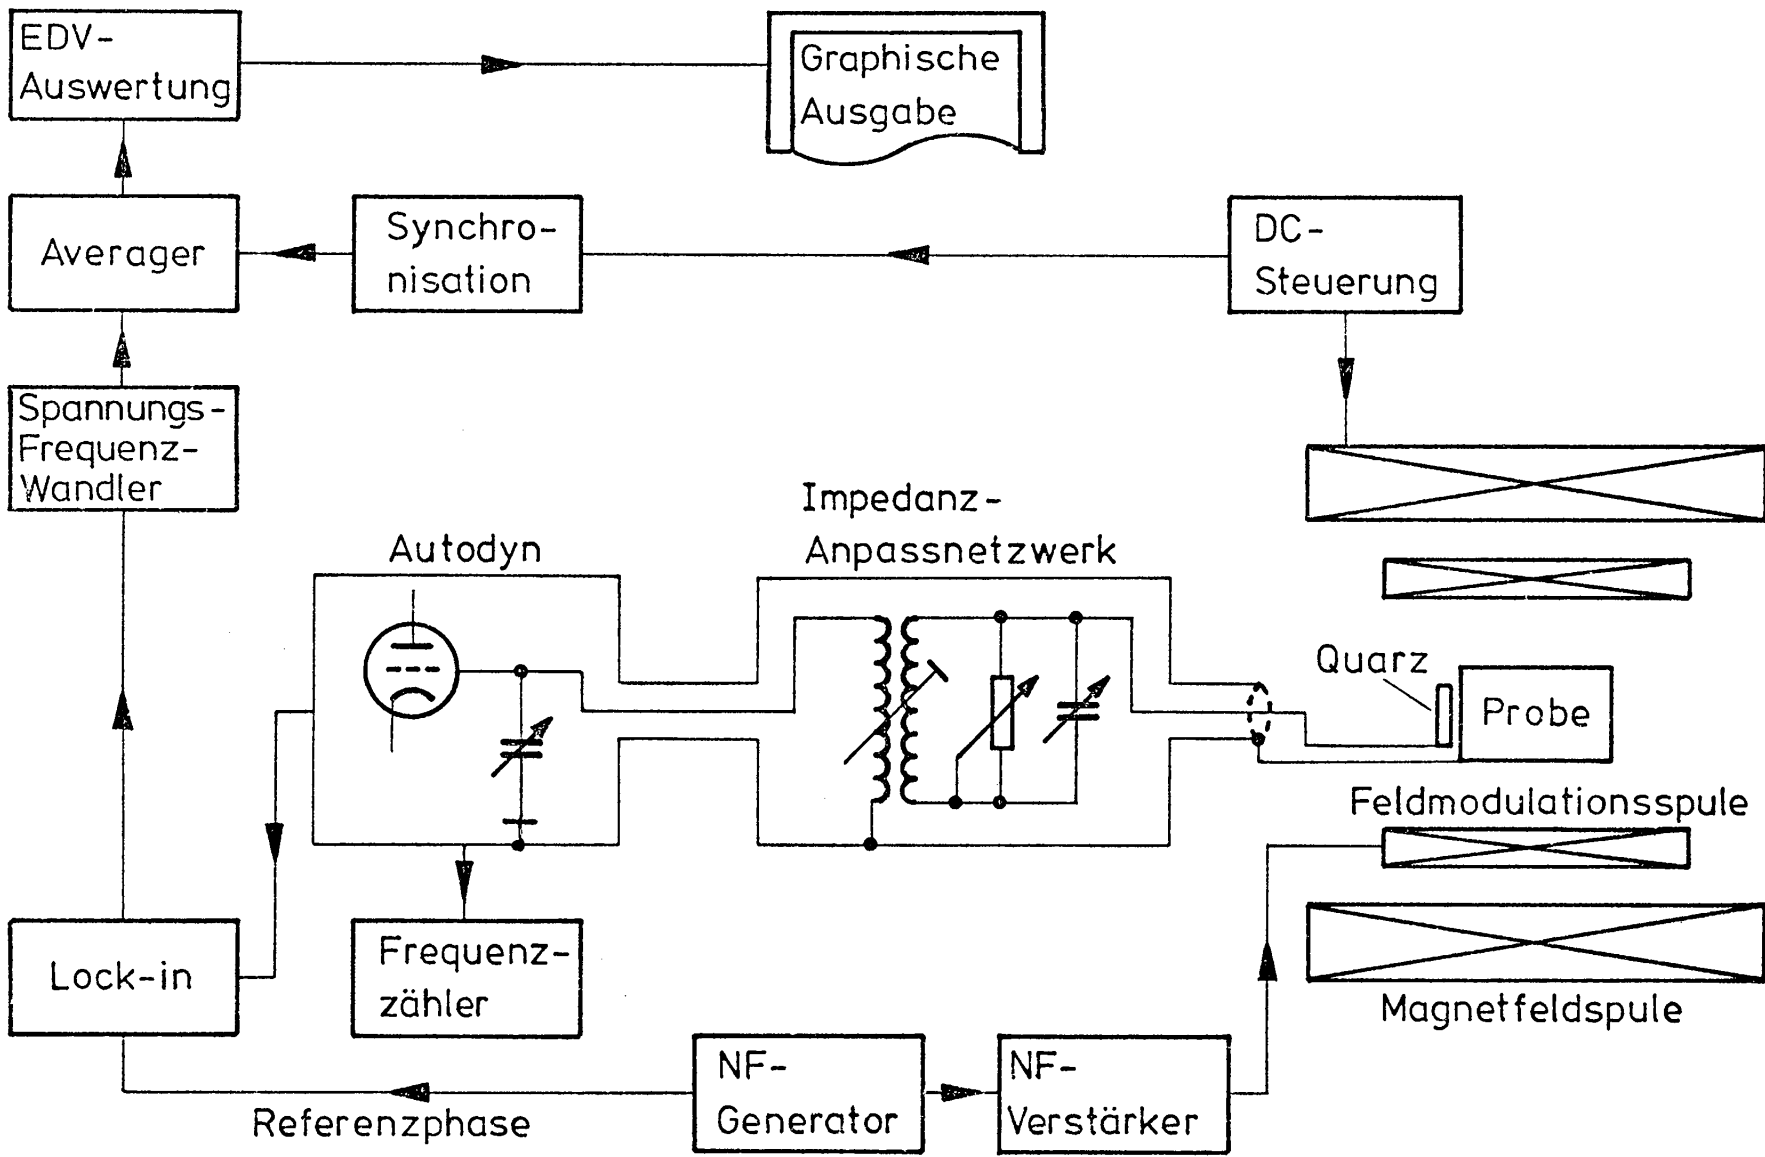 EDV-
Auswertung
Graphische
Ausgabe
Averager
Synchro-
nisation
DC-
Steuerung
Spannungs-
Frequenz-
Wandler
Autodyn
Impedanz-
Anpassnetzwerk
Quarz
Probe
Feldmodulationsspule
Magnetfeldspule
Lock-in
Frequenz-
zähler
NF-
Generator
NF-
Verstärker
Referenzphase